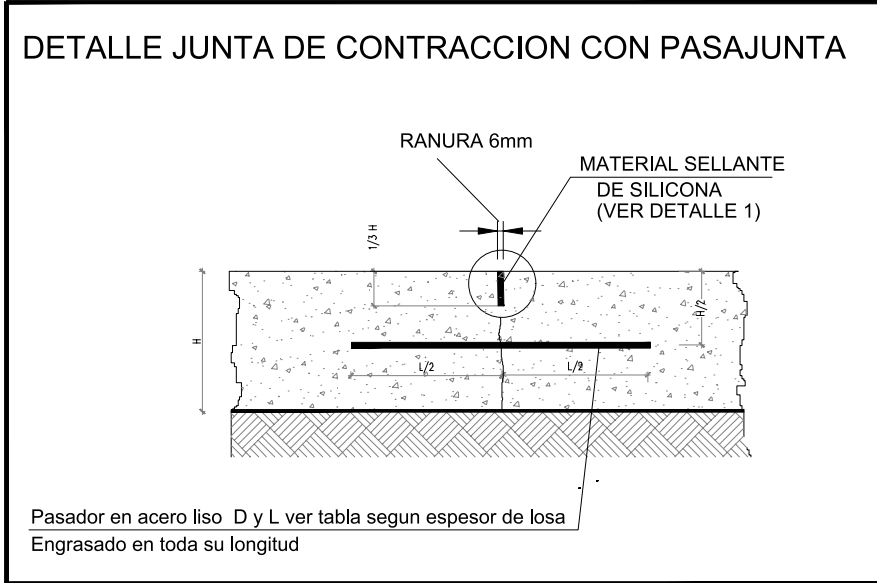 DETALLE JUNTA DE CONTRACCION CON PASAJUNTA
RANURA 6mm
MATERIAL SELLANTE
DE SILICONA
(VER DETALLE 1)
1/3 H
H
H/2
L/2
L/2
Pasador en acero liso D y L ver tabla segun espesor de losa
Engrasado en toda su longitud